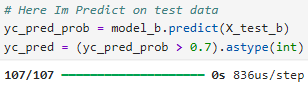 # Here Im Predict on test data
yc_pred_prob = model_b.predict(X_test_b)
yc_pred = (yc_pred_prob > 0.7).astype(int)
107/107 ━━━━━━━━━━━━━━━━━━━━ 0s 836us/step